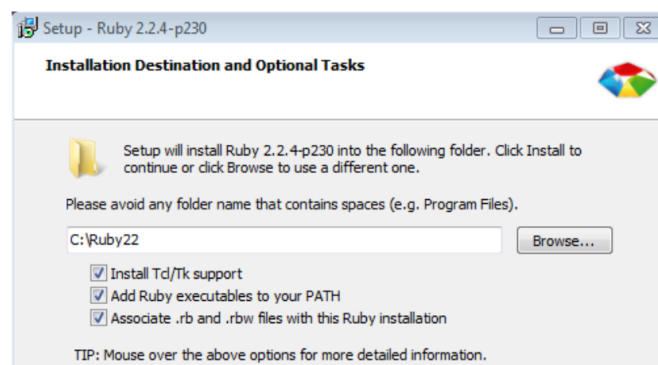 Setup - Ruby 2.2.4-p230
Installation Destination and Optional Tasks
Setup will install Ruby 2.2.4-p230 into the following folder. Click Install to
continue or click Browse to use a different one.
Please avoid any folder name that contains spaces (e.g. Program Files).
C:\Ruby22
Browse...
Install Tcl/Tk support
Add Ruby executables to your PATH
Associate .rb and .rbw files with this Ruby installation
TIP: Mouse over the above options for more detailed information.